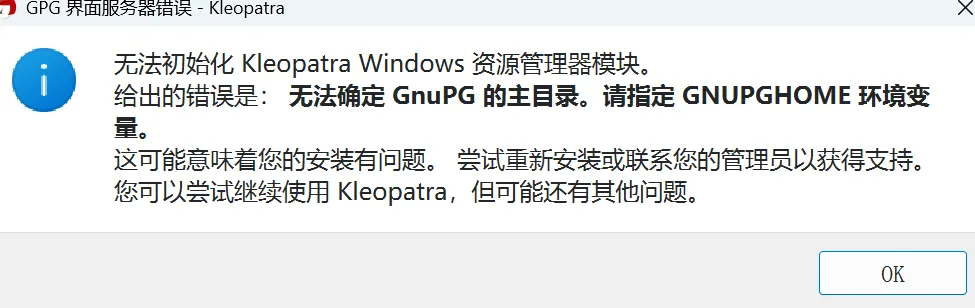 GPG 界面服务器错误 - Kleopatra
无法初始化 Kleopatra Windows 资源管理器模块。
给出的错误是： 无法确定 GnuPG 的主目录。请指定 GNUPGHOME 环境变
量。
这可能意味着您的安装有问题。 尝试重新安装或联系您的管理员以获得支持。
您可以尝试继续使用 Kleopatra，但可能还有其他问题。
OK